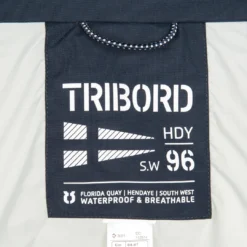 TRIBORD
HDY
S.W 96
FLORIDA QUAY | HENDAYE | SOUTH WEST
WATERPROOF & BREATHABLE